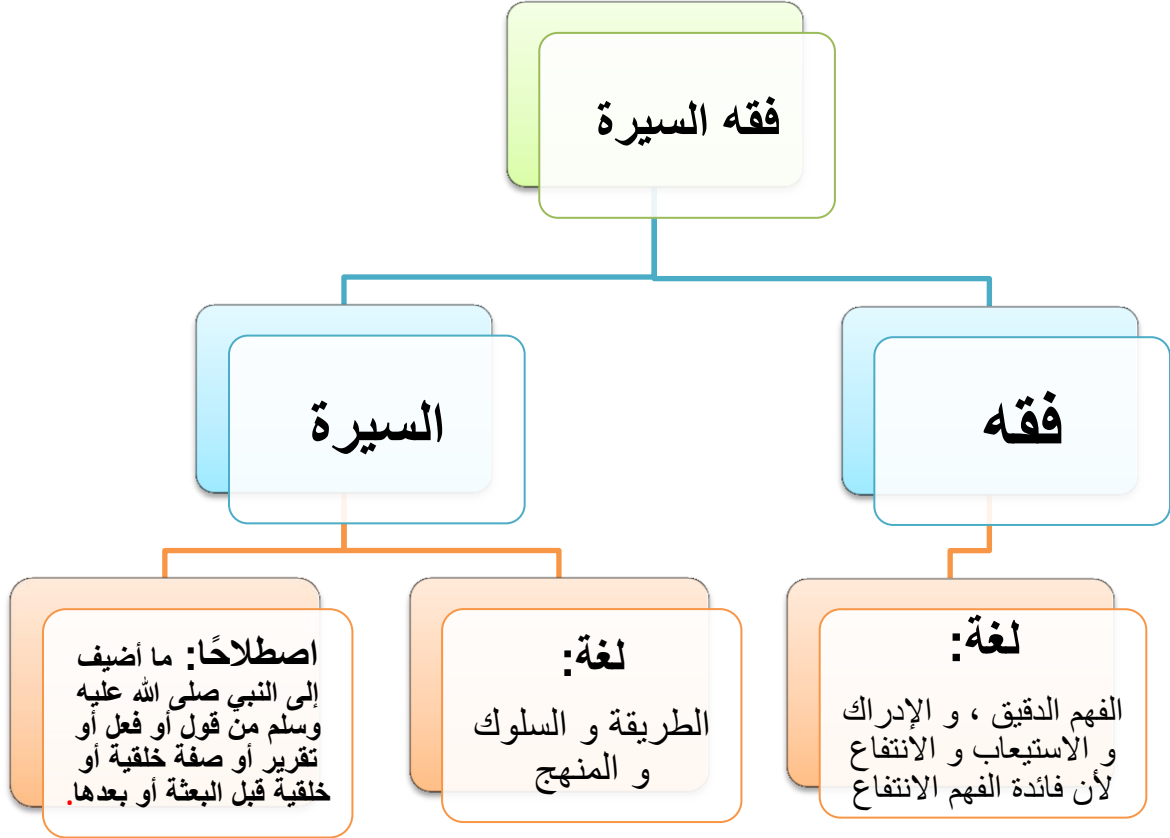 فقه السيرة
فقه
السيرة
لغة:
الفهم الدقيق ، و الإدراك
و الاستيعاب و الانتفاع
لأن فائدة الفهم الانتفاع
لغة:
الطريقة و السلوك
و المنهج
اصطلاحًا: ما أضيف
إلى النبي صلى الله عليه
وسلم من قول أو فعل أو
تقرير أو صفة خلقية أو
خلقية قبل البعثة أو بعدها.